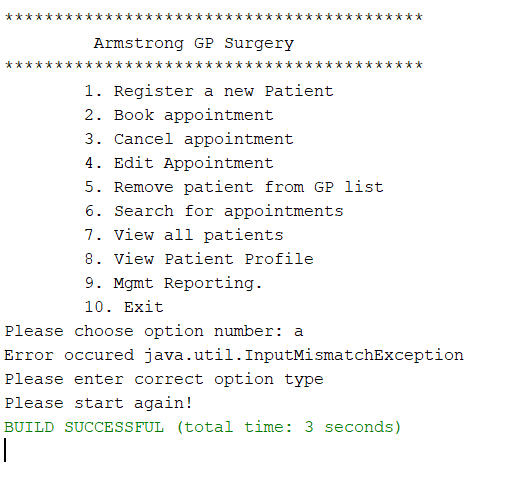 ******************************************
Armstrong GP Surgery
******************************************
1. Register a new Patient
2. Book appointment
3. Cancel appointment
4. Edit Appointment
5. Remove patient from GP list
6. Search for appointments
7. View all patients
8. View Patient Profile
9. Mgmt Reporting.
10. Exit
Please choose option number: a
Error occured java.util.InputMismatchException
Please enter correct option type
Please start again!
BUILD SUCCESSFUL (total time: 3 seconds)